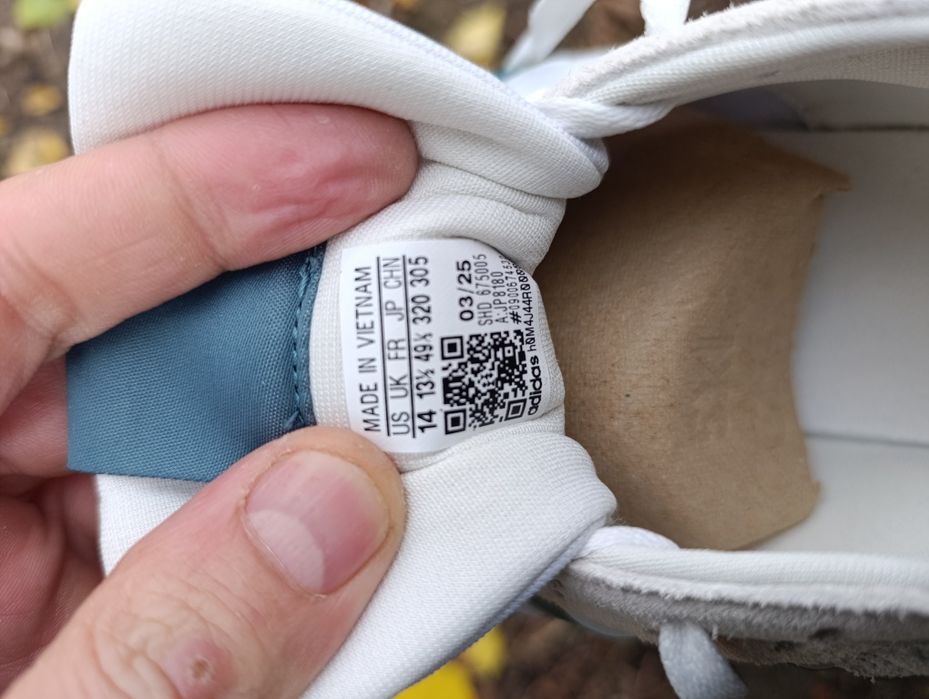 MADE IN VIETNAM
US UK FR JP CHN
14 13½ 49⅓ 320 305
03/25
SHD 675005
A:JP8180
adidas